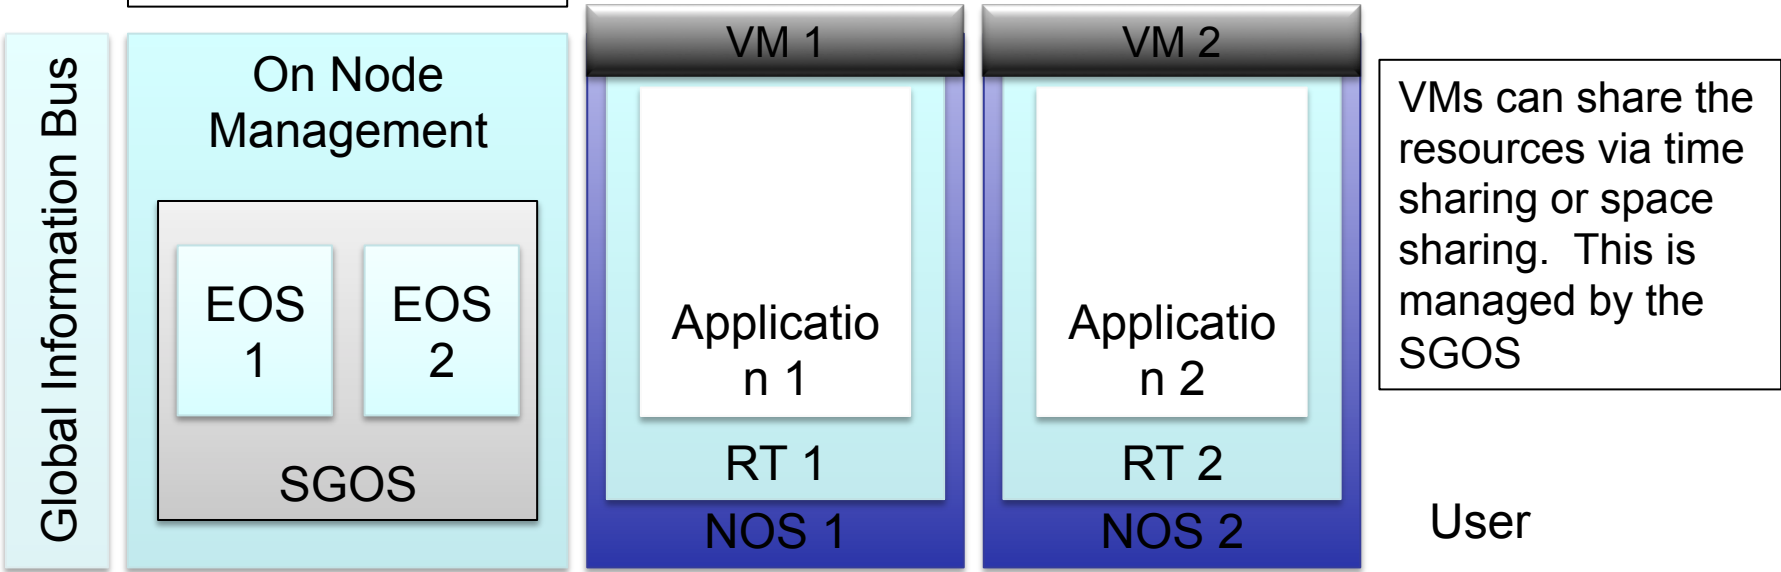 Global Information Bus
On Node
Management
EOS
1
EOS
2
SGOS
VM 1
Applicatio
n 1
RT 1
NOS 1
VM 2
Applicatio
n 2
RT 2
NOS 2
VMs can share the
resources via time
sharing or space
sharing.  This is
managed by the
SGOS
User